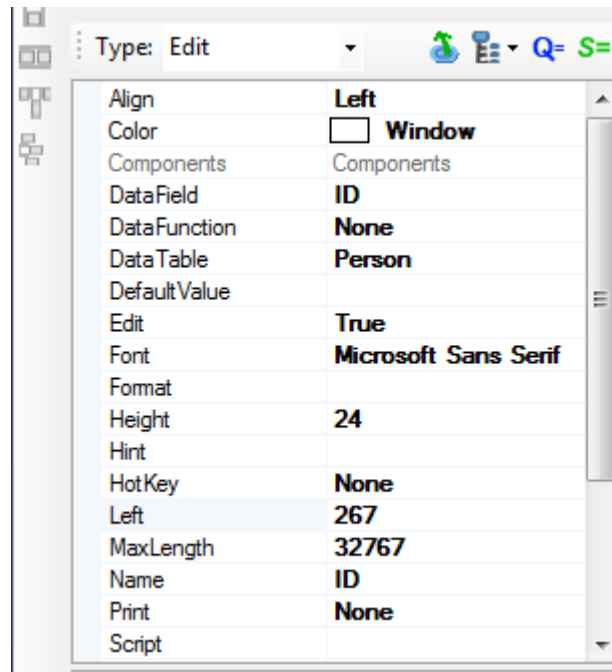 Type: Edit Q= S=
Align Left
Color Window
Components Components
DataField ID
DataFunction None
DataTable Person
DefaultValue
Edit True
Font Microsoft Sans Serif
Format
Height 24
Hint
HotKey None
Left 267
MaxLength 32767
Name ID
Print None
Script